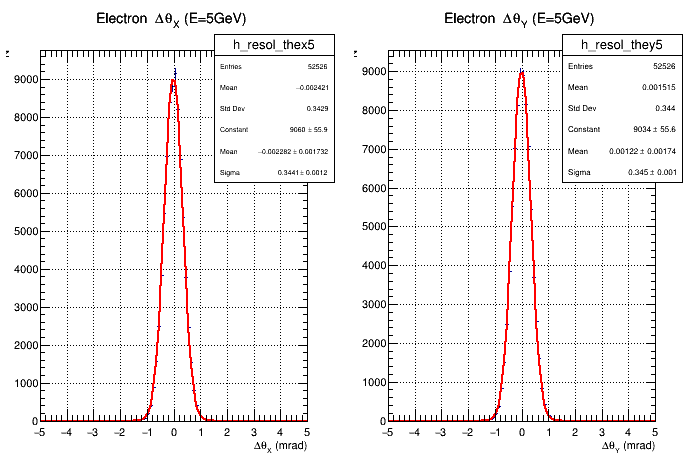 Electron ΔθX (E=5GeV)
h_resol_thex5
Entries 52526
Mean −0.002421
Std Dev 0.3429
Constant 9060 ± 55.9
Mean −0.002282 ± 0.001732
Sigma 0.3441 ± 0.0012
9000
8000
7000
6000
5000
4000
3000
2000
1000
0
−5 −4 −3 −2 −1 0 1 2 3 4 5
ΔθX (mrad)
Electron ΔθY (E=5GeV)
h_resol_they5
Entries 52526
Mean 0.001515
Std Dev 0.344
Constant 9034 ± 55.6
Mean 0.00122 ± 0.00174
Sigma 0.345 ± 0.001
9000
8000
7000
6000
5000
4000
3000
2000
1000
0
−5 −4 −3 −2 −1 0 1 2 3 4 5
ΔθY (mrad)